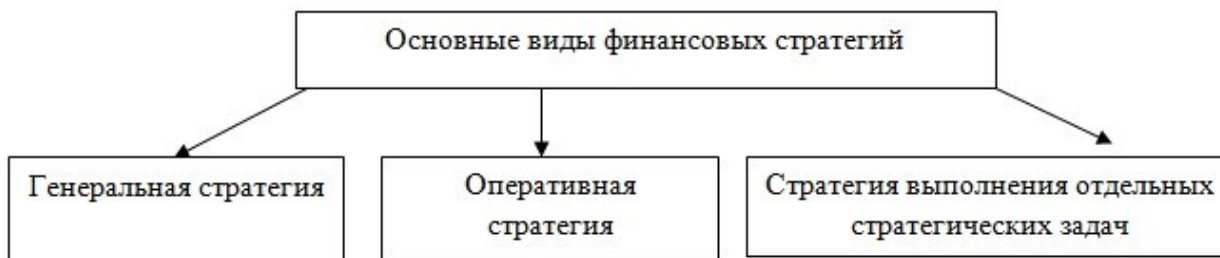 Основные виды финансовых стратегий
Генеральная стратегия
Оперативная
стратегия
Стратегия выполнения отдельных
стратегических задач